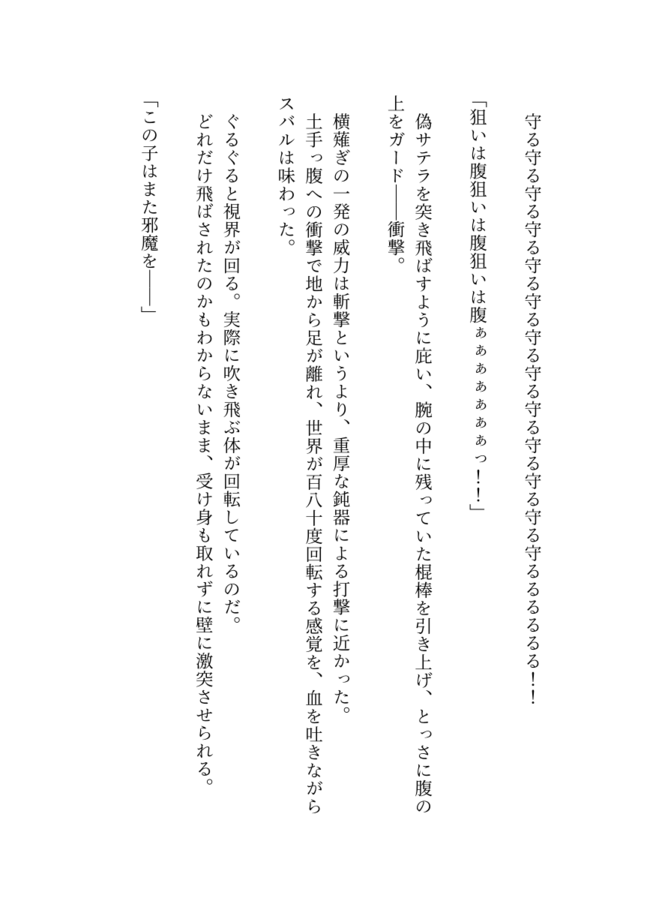 守る守る守る守る守る守る守る守る守る守る守る守る守るるるるるる！！
「狙いは腹狙いは腹狙いは腹ぁぁぁぁぁぁぁっ！！」
偽サテラを突き飛ばすように庇い、腕の中に残っていた棍棒を引き上げ、とっさに腹の
上をガード――衝撃。
横薙ぎの一発の威力は斬撃というより、重厚な鈍器による打撃に近かった。
土手っ腹への衝撃で地から足が離れ、世界が百八十度回転する感覚を、血を吐きながら
スバルは味わった。
ぐるぐると視界が回る。実際に吹き飛ぶ体が回転しているのだ。
どれだけ飛ばされたのかもわからないまま、受け身も取れずに壁に激突させられる。
「この子はまた邪魔を――」